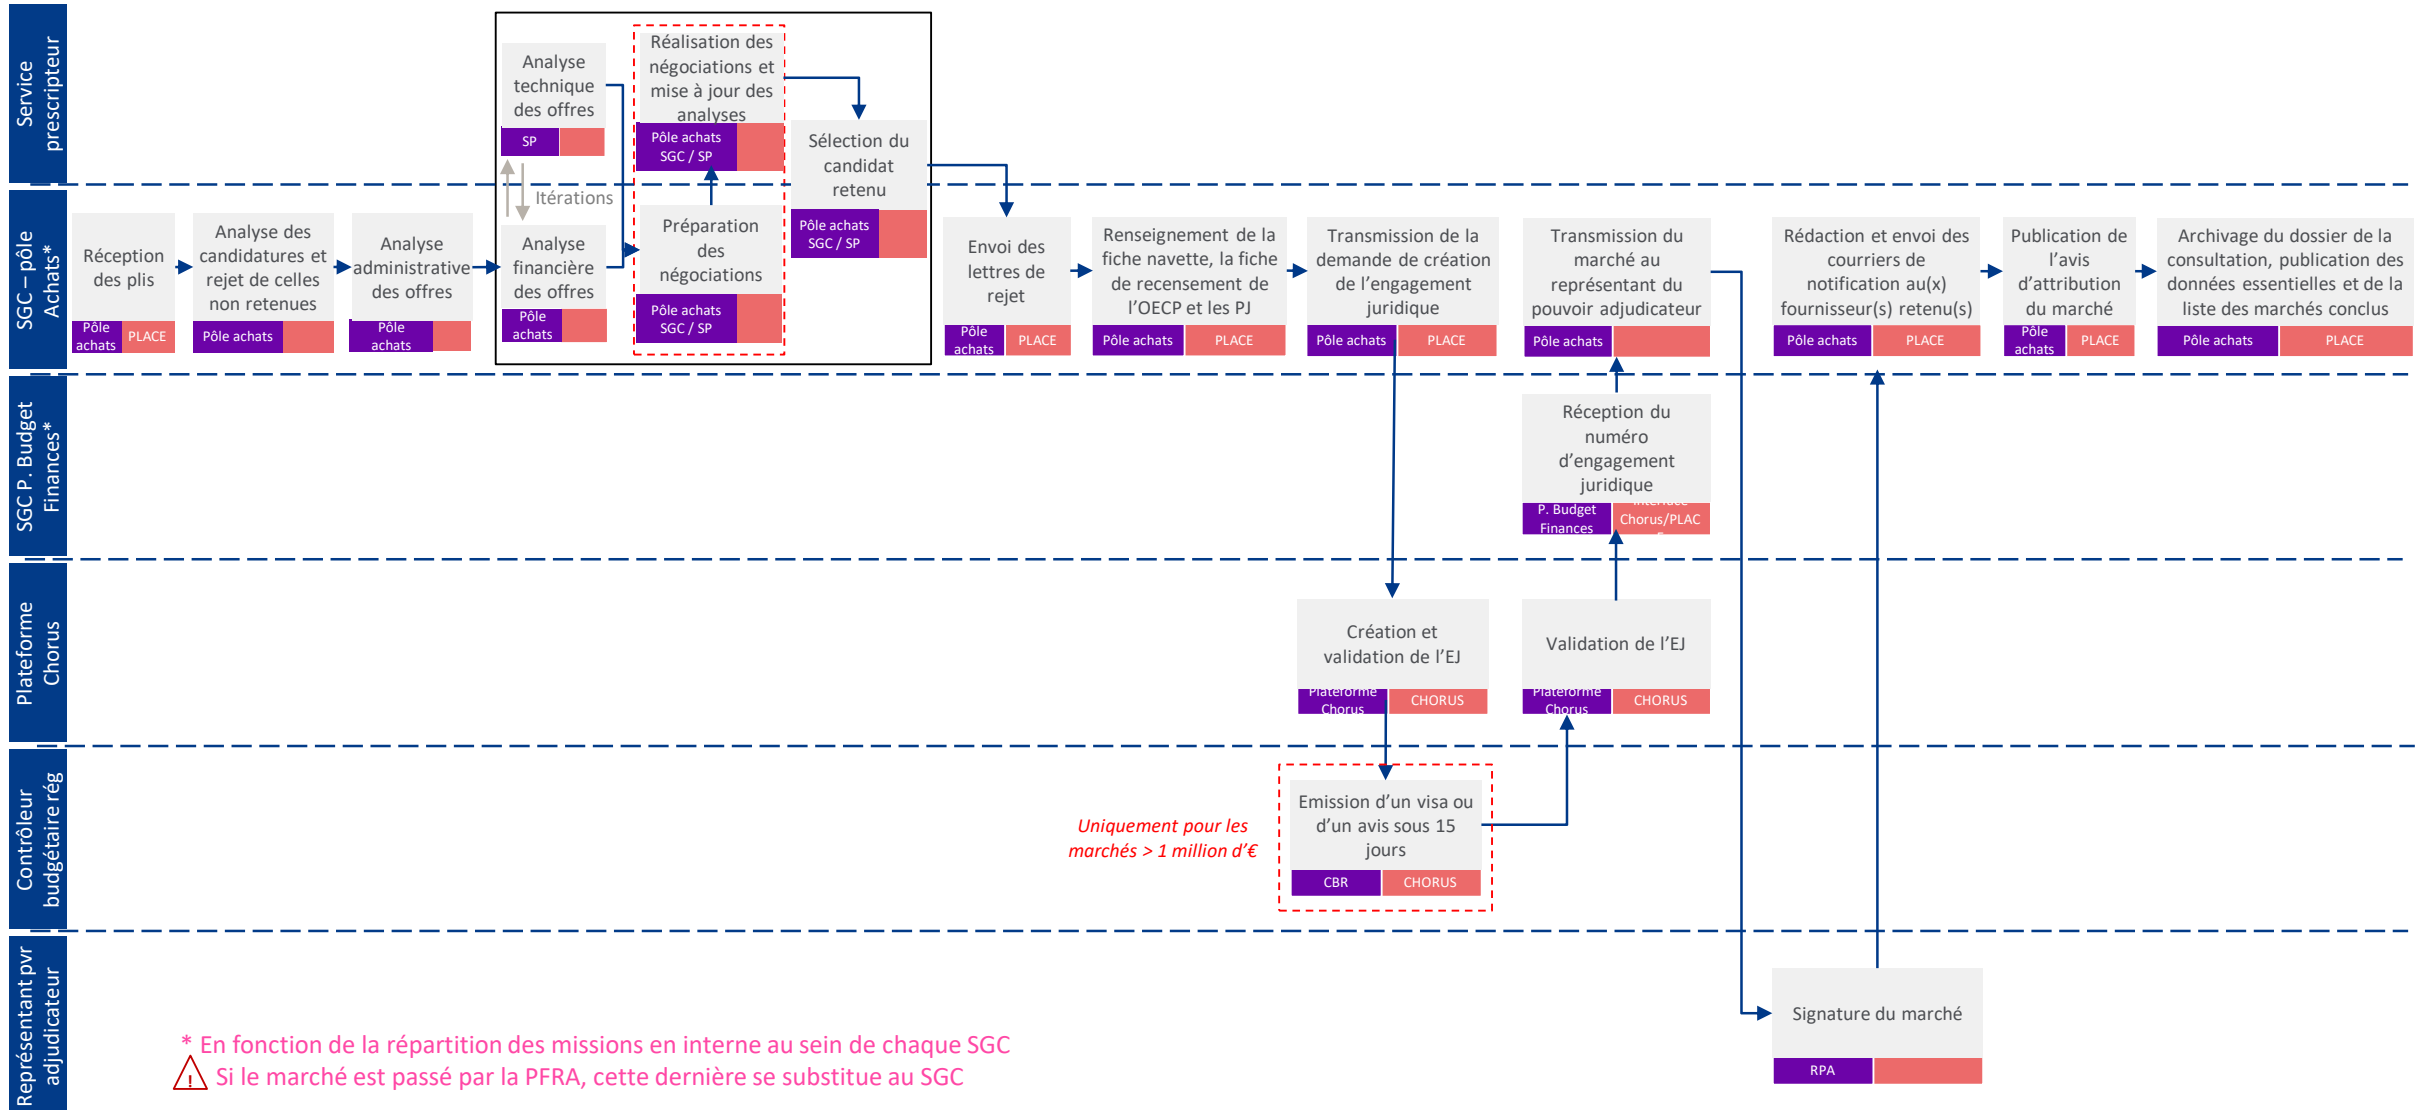 Service
prescripteur
Analyse
technique
des offres
SP
Réalisation des
négociations et
mise à jour des
analyses
Pôle achats
SGC / SP
Sélection du
candidat
retenu
Pôle achats
SGC / SP
Itérations
SGC – pôle
Achats*
Réception
des plis
Pôle
achats
PLACE
Analyse des
candidatures et
rejet de celles
non retenues
Pôle achats
Analyse
administrative
des offres
Pôle
achats
Analyse
financière
des offres
Pôle
achats
Préparation
des
négociations
Pôle achats
SGC / SP
Envoi des
lettres de
rejet
Pôle
achats
PLACE
Renseignement de la
fiche navette, la fiche
de recensement de
l’OECP et les PJ
Pôle achats
PLACE
Transmission de la
demande de création
de l’engagement
juridique
Pôle achats
PLACE
Transmission du
marché au
représentant du
pouvoir adjudicateur
Pôle achats
Rédaction et envoi des
courriers de
notification au(x)
fournisseur(s) retenu(s)
Pôle achats
PLACE
Publication de
l’avis
d’attribution
du marché
Pôle
achats
PLACE
Archivage du dossier de la
consultation, publication des
données essentielles et de la
liste des marchés conclus
Pôle achats
PLACE
SGC P. Budget
Finances*
Réception du
numéro
d’engagement
juridique
P. Budget
Finances
Interface
Chorus/PLAC
E
Plateforme
Chorus
Création et
validation de l’EJ
Plateforme
Chorus
CHORUS
Validation de l’EJ
Plateforme
Chorus
CHORUS
Contrôleur
budgétaire rég
Uniquement pour les
marchés > 1 million d’€
Emission d’un visa ou
d’un avis sous 15
jours
CBR
CHORUS
Représentant pvr
adjudicateur
Signature du marché
RPA
* En fonction de la répartition des missions en interne au sein de chaque SGC
! Si le marché est passé par la PFRA, cette dernière se substitue au SGC